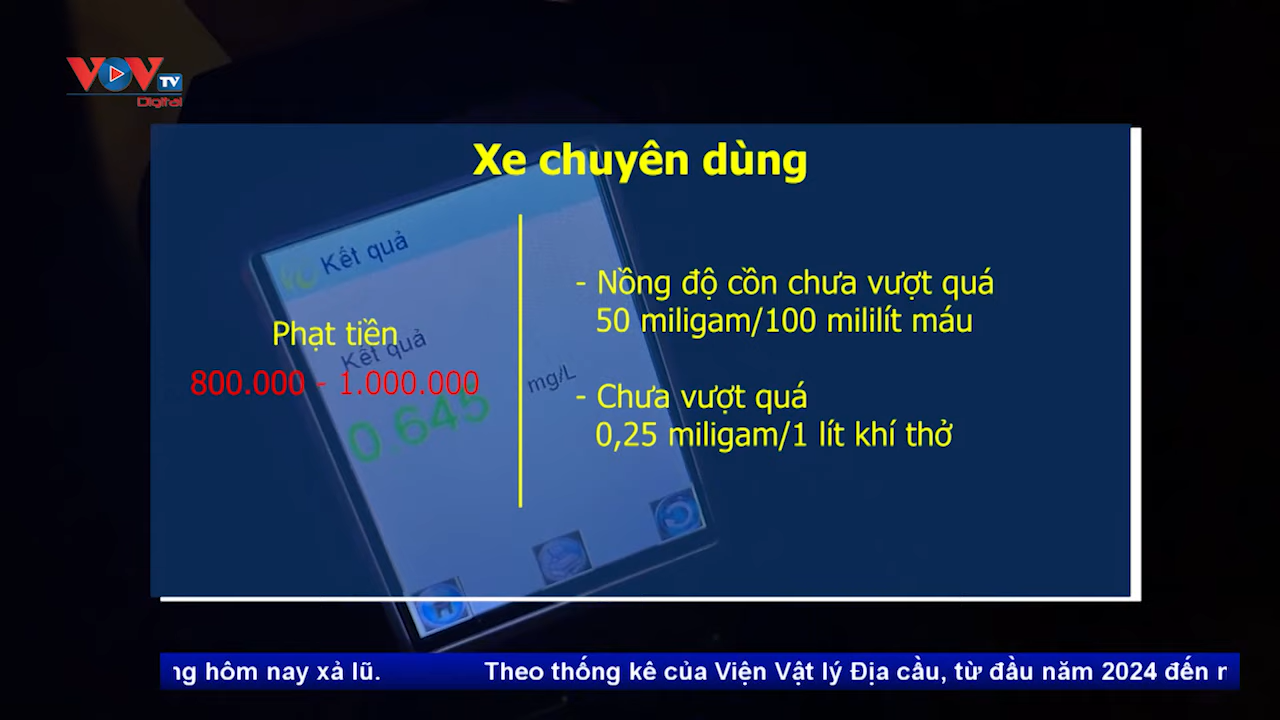 VOV TV
Digital
Xe chuyên dùng
Kết quả
Kết quả
0.645
mg/L
Phạt tiền
800.000 - 1.000.000
- Nồng độ cồn chưa vượt quá
50 miligam/100 mililít máu
- Chưa vượt quá
0,25 miligam/1 lít khí thở
ng hôm nay xả lũ. Theo thống kê của Viện Vật lý Địa cầu, từ đầu năm 2024 đến